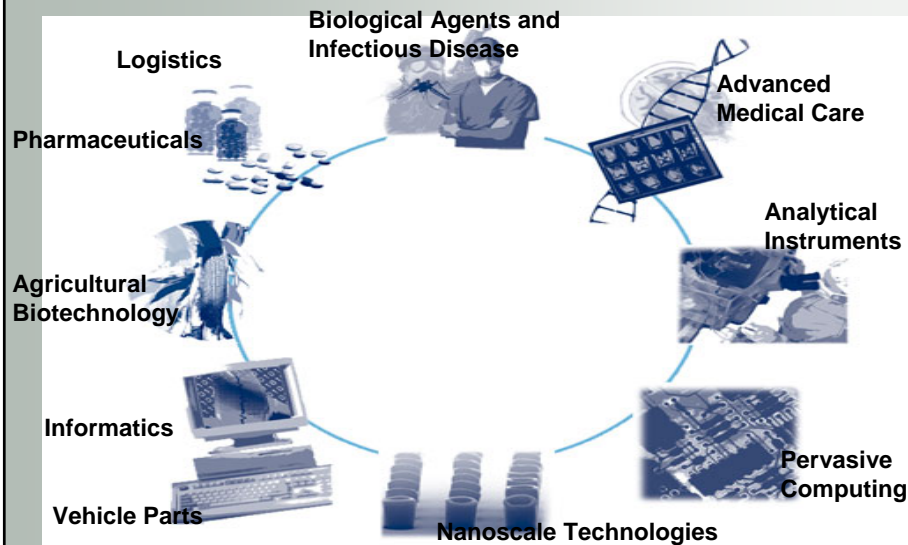 Biological Agents and
Infectious Disease
Logistics
Advanced
Medical Care
Pharmaceuticals
Analytical
Instruments
Agricultural
Biotechnology
Informatics
Pervasive
Computing
Vehicle Parts
Nanoscale Technologies